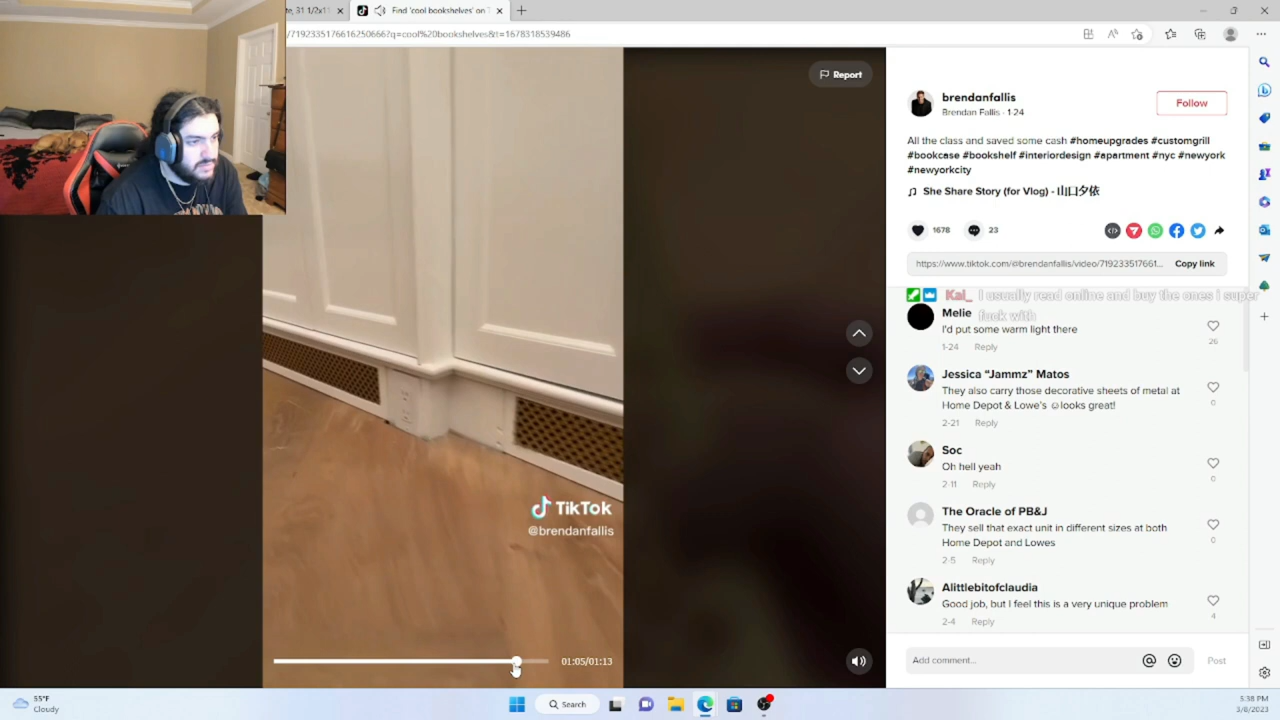 te, 31 1/2x1
Find 'cool bookshelves' on T
/7192335176616250666?q=cool%20bookshelves&t=1678318539486
Report
TikTok
@brendanfallis
01:05/01:13
brendanfallis
Brendan Fallis · 1-24
Follow
All the class and saved some cash #homeupgrades #customgrill
#bookcase #bookshelf #interiordesign #apartment #nyc #newyork
#newyorkcity
She Share Story (for Vlog) - 山口夕依
1678
23
https://www.tiktok.com/@brendanfallis/video/719233517661...
Copy link
Kai_ I usually read online and buy the ones i super
fuck with
Melie
I'd put some warm light there
1-24 Reply
26
Jessica “Jammz” Matos
They also carry those decorative sheets of metal at
Home Depot & Lowe's ☺looks great!
2-21 Reply
0
Soc
Oh hell yeah
2-11 Reply
0
The Oracle of PB&J
They sell that exact unit in different sizes at both
Home Depot and Lowes
2-5 Reply
0
Alittlebitofclaudia
Good job, but I feel this is a very unique problem
2-4 Reply
4
Add comment...
Post
55°F
Cloudy
Search
5:38 PM
3/8/2023